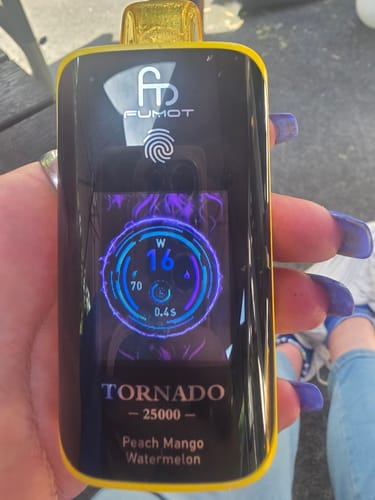 FUMOT
W
16
70
0.4s
TORNADO
— 25000 —
Peach Mango
Watermelon